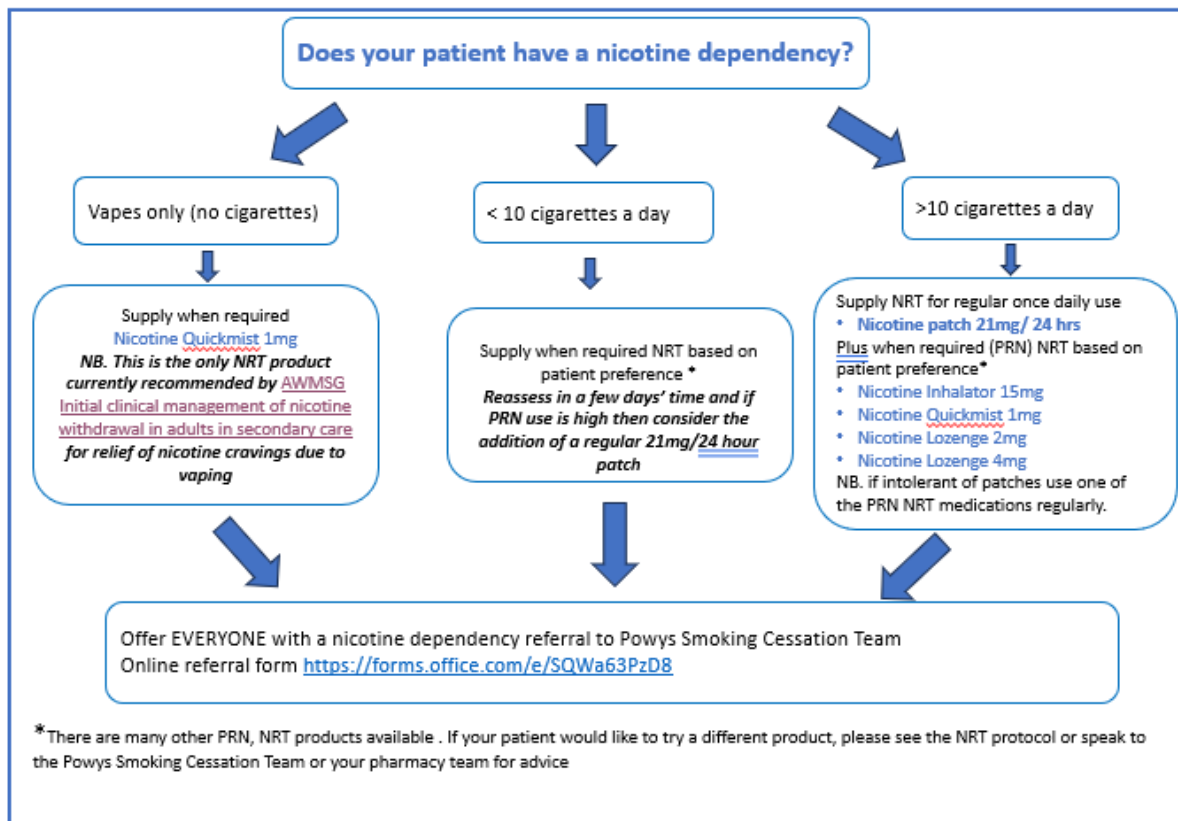 Does your patient have a nicotine dependency?
Vapes only (no cigarettes)
Supply when required
Nicotine Quickmist 1mg
NB. This is the only NRT product
currently recommended by AWMSG
Initial clinical management of nicotine
withdrawal in adults in secondary care
for relief of nicotine cravings due to
vaping
< 10 cigarettes a day
Supply when required NRT based on
patient preference *
Reassess in a few days’ time and if
PRN use is high then consider the
addition of a regular 21mg/24 hour
patch
>10 cigarettes a day
Supply NRT for regular once daily use
• Nicotine patch 21mg/ 24 hrs
Plus when required (PRN) NRT based on
patient preference*
• Nicotine Inhalator 15mg
• Nicotine Quickmist 1mg
• Nicotine Lozenge 2mg
• Nicotine Lozenge 4mg
NB. if intolerant of patches use one of
the PRN NRT medications regularly.
Offer EVERYONE with a nicotine dependency referral to Powys Smoking Cessation Team
Online referral form https://forms.office.com/e/SQWa63PzD8
*There are many other PRN, NRT products available . If your patient would like to try a different product, please see the NRT protocol or speak to
the Powys Smoking Cessation Team or your pharmacy team for advice